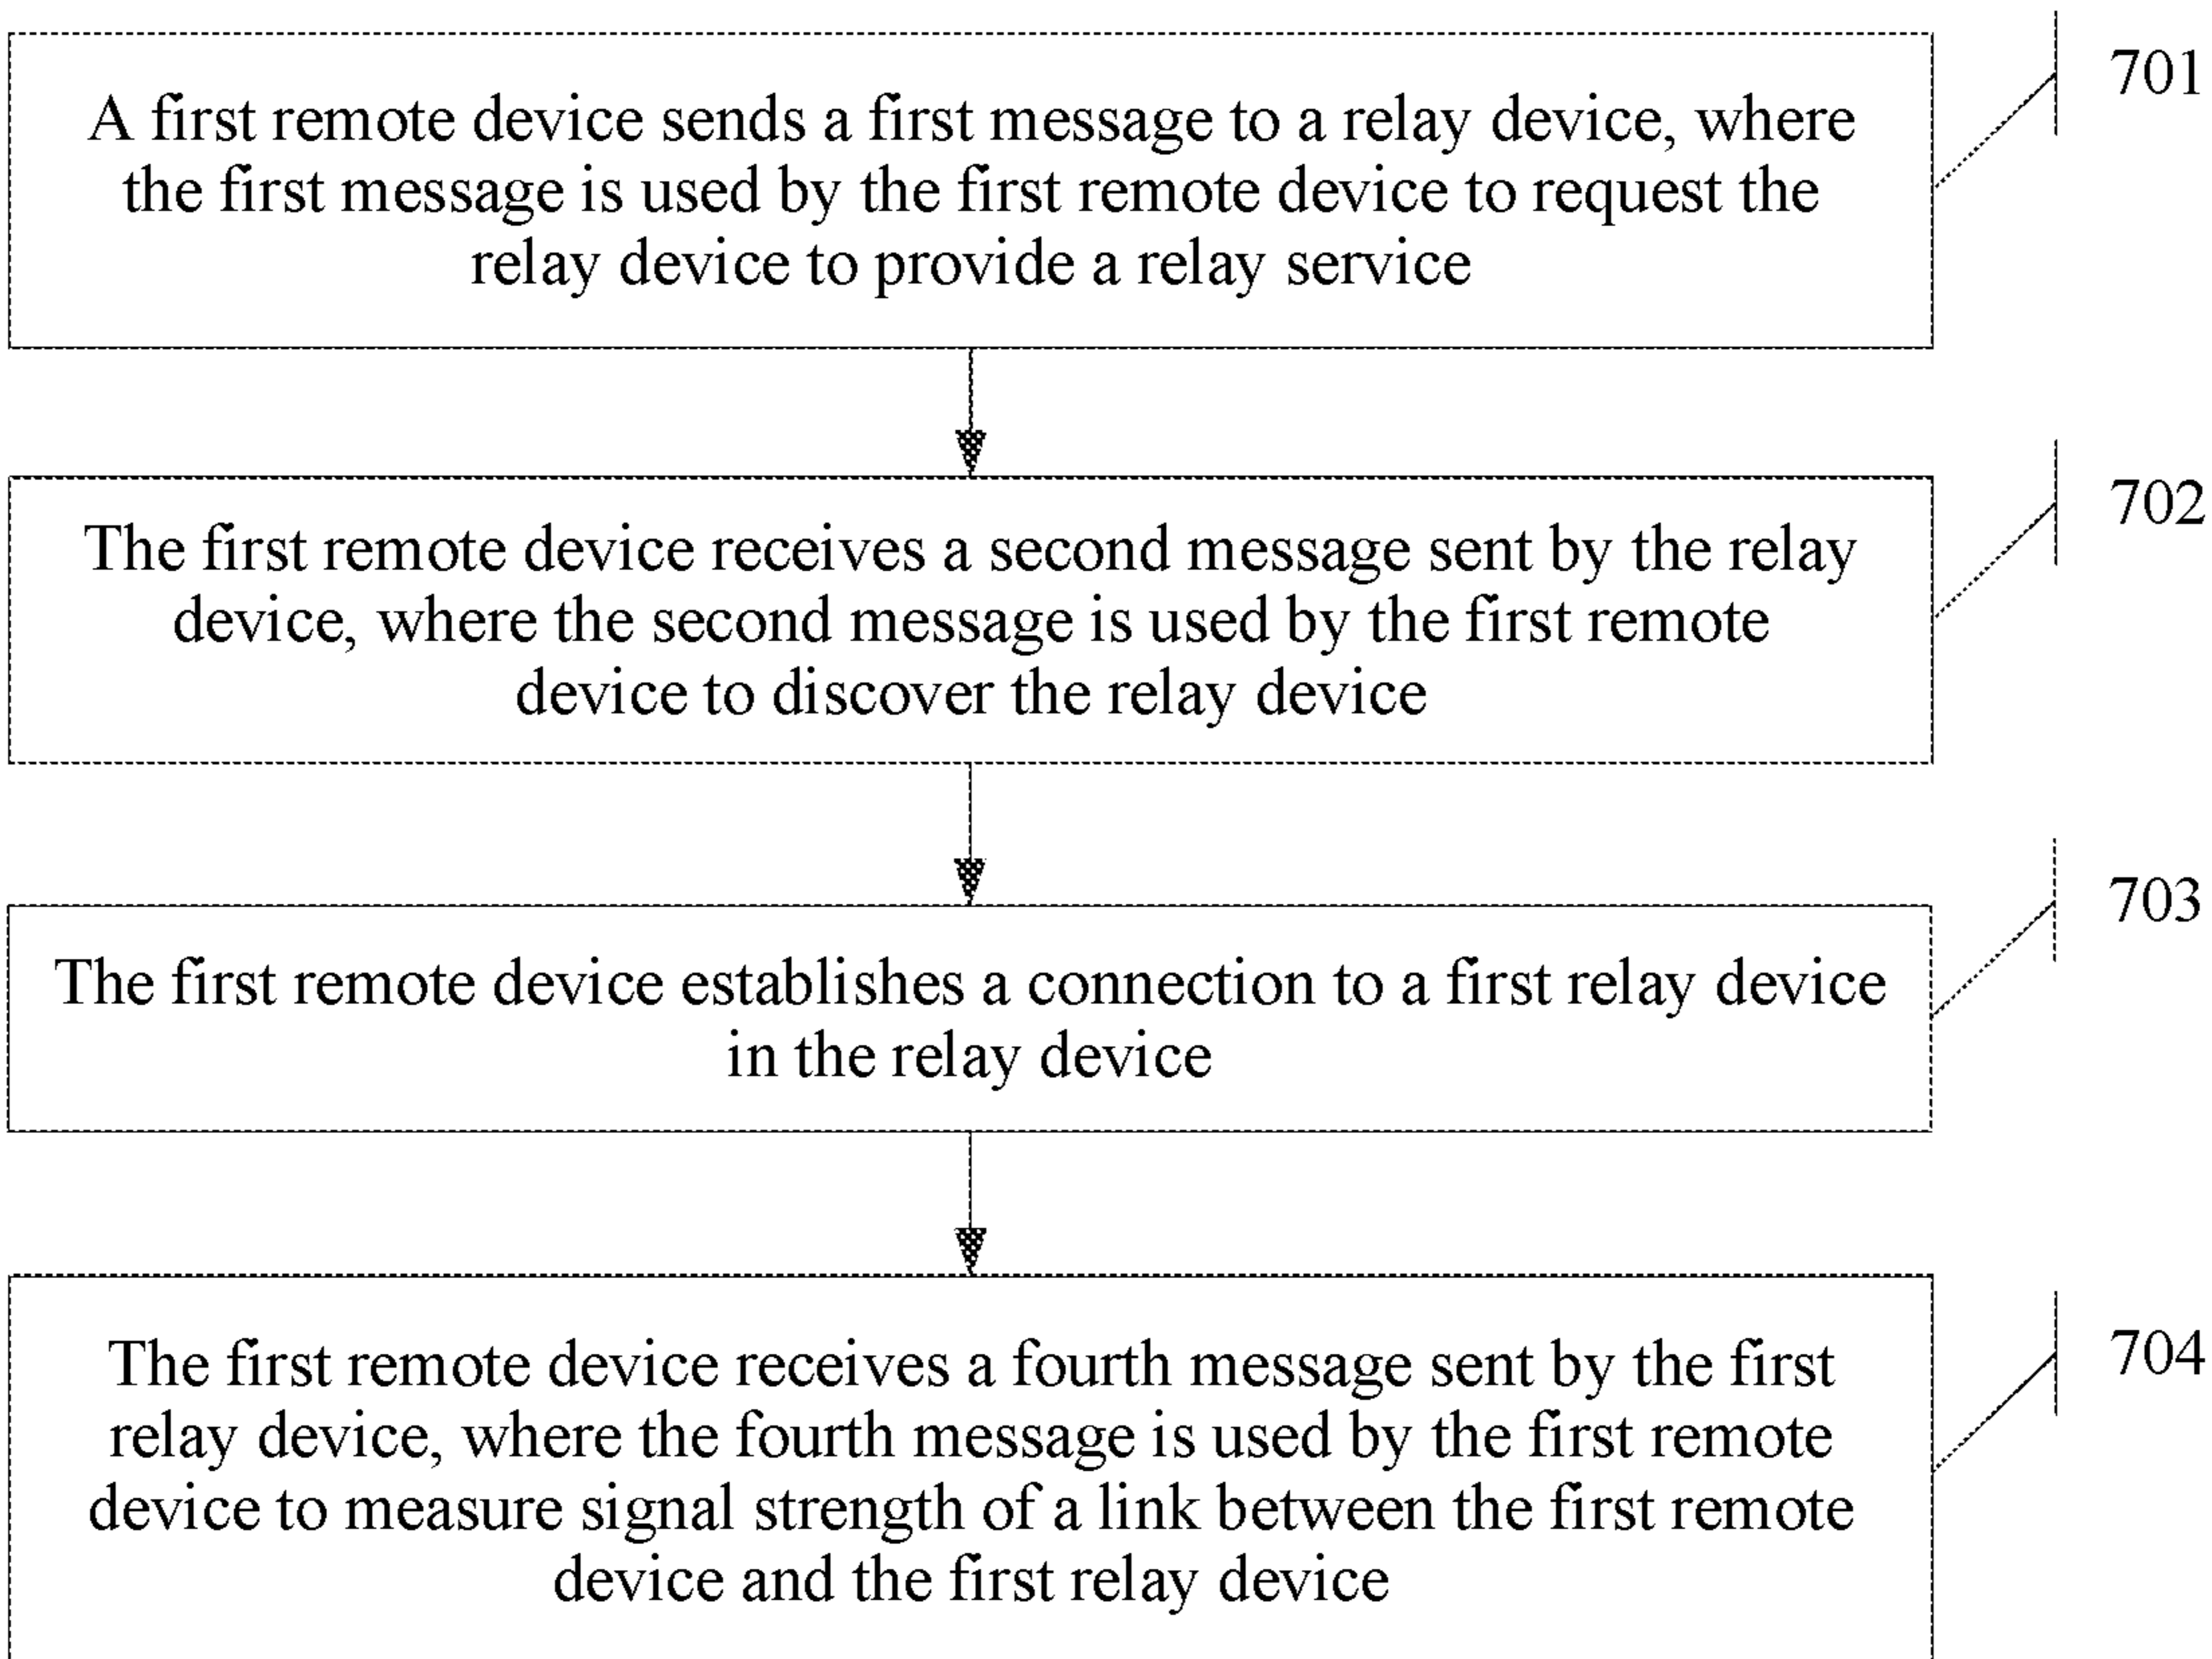 A first remote device sends a first message to a relay device, where
the first message is used by the first remote device to request the
relay device to provide a relay service
701
The first remote device receives a second message sent by the relay
device, where the second message is used by the first remote
device to discover the relay device
702
The first remote device establishes a connection to a first relay device
in the relay device
703
The first remote device receives a fourth message sent by the first
relay device, where the fourth message is used by the first remote
device to measure signal strength of a link between the first remote
device and the first relay device
704